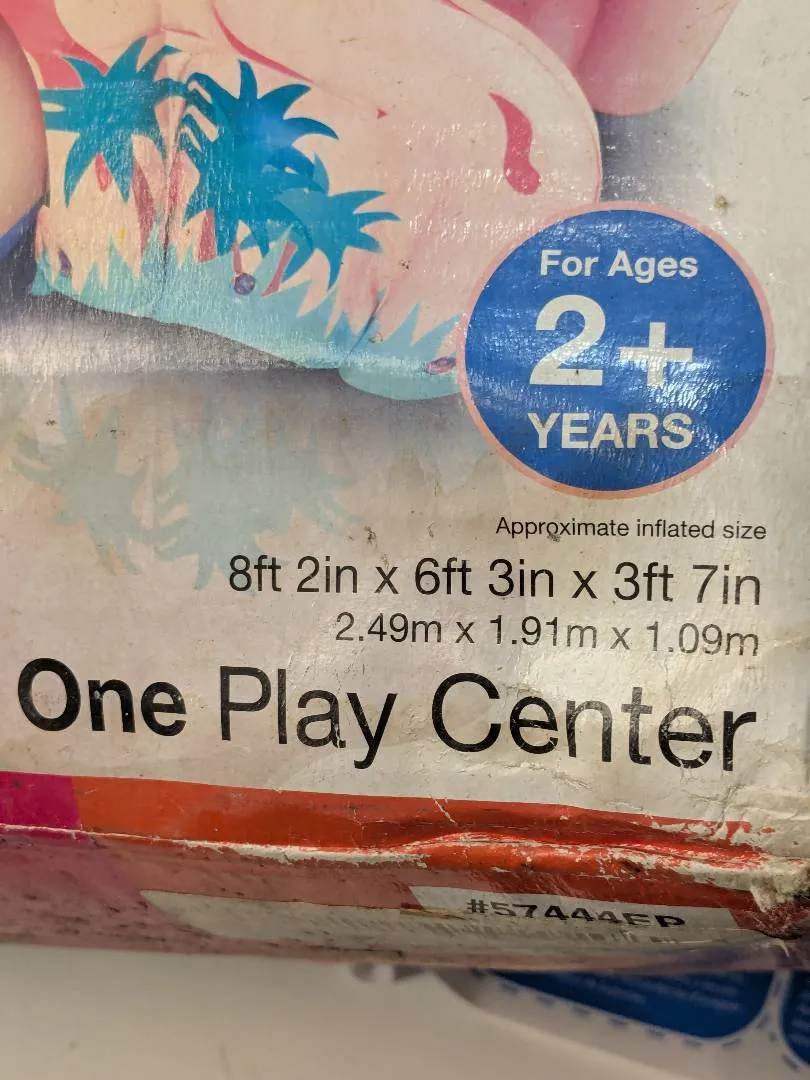 For Ages
2+
YEARS
Approximate inflated size
8ft 2in x 6ft 3in x 3ft 7in
2.49m x 1.91m x 1.09m
One Play Center
#57444EP